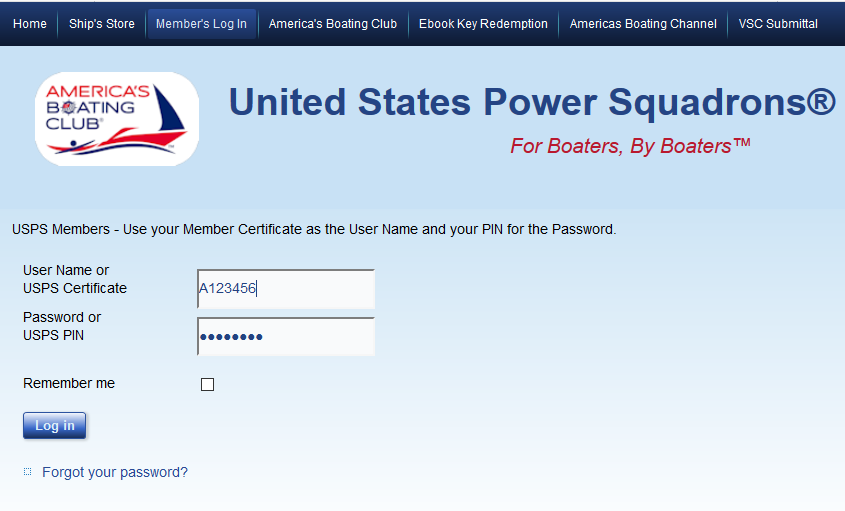 Home Ship's Store Member's Log In America's Boating Club Ebook Key Redemption Americas Boating Channel VSC Submittal
AMERICA'S
BOATING
CLUB®
United States Power Squadrons®
For Boaters, By Boaters™
USPS Members - Use your Member Certificate as the User Name and your PIN for the Password.
User Name or
USPS Certificate
A123456
Password or
USPS PIN
••••••••
Remember me
Log in
Forgot your password?